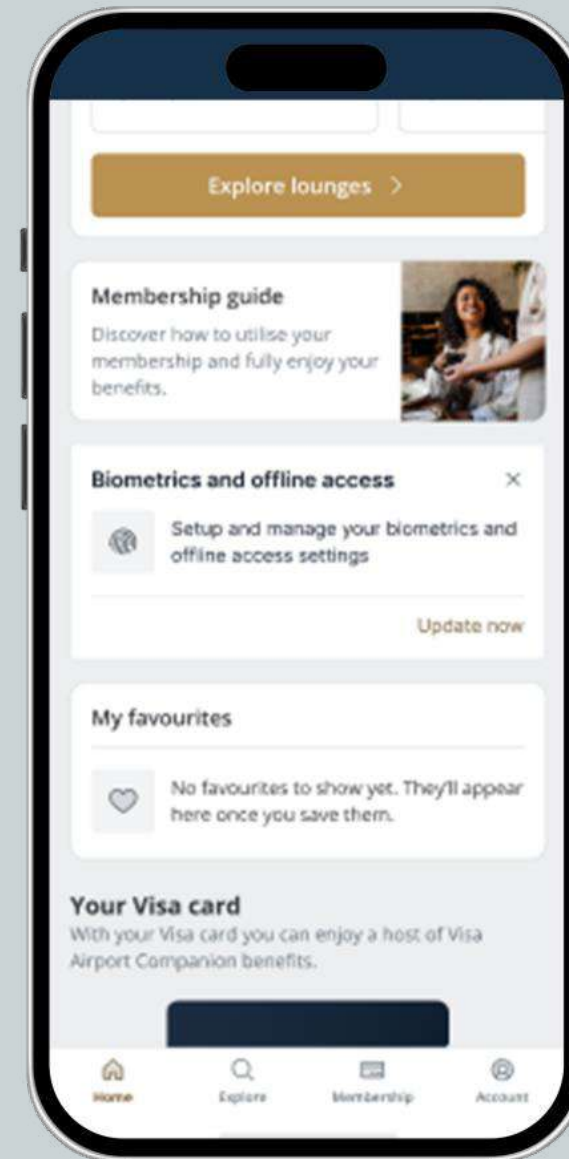 Explore lounges
Membership guide
Discover how to utilise your
membership and fully enjoy your
benefits.
Biometrics and offline access
Setup and manage your biometrics and
offline access settings
Update now
My favourites
No favourites to show yet. They'll appear
here once you save them.
Your Visa card
With your Visa card you can enjoy a host of Visa
Airport Companion benefits.
Home
Explore
Membership
Account